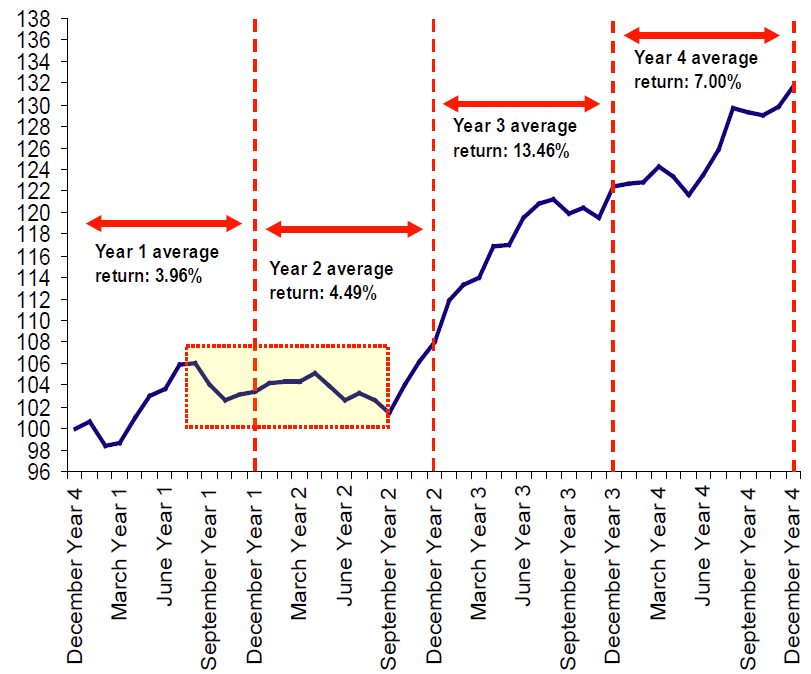 138
136
134
132
130
128
126
124
122
120
118
116
114
112
110
108
106
104
102
100
98
96
Year 1 average
return: 3.96%
Year 2 average
return: 4.49%
Year 3 average
return: 13.46%
Year 4 average
return: 7.00%
December Year 4
March Year 1
June Year 1
September Year 1
December Year 1
March Year 2
June Year 2
September Year 2
December Year 2
March Year 3
June Year 3
September Year 3
December Year 3
March Year 4
June Year 4
September Year 4
December Year 4